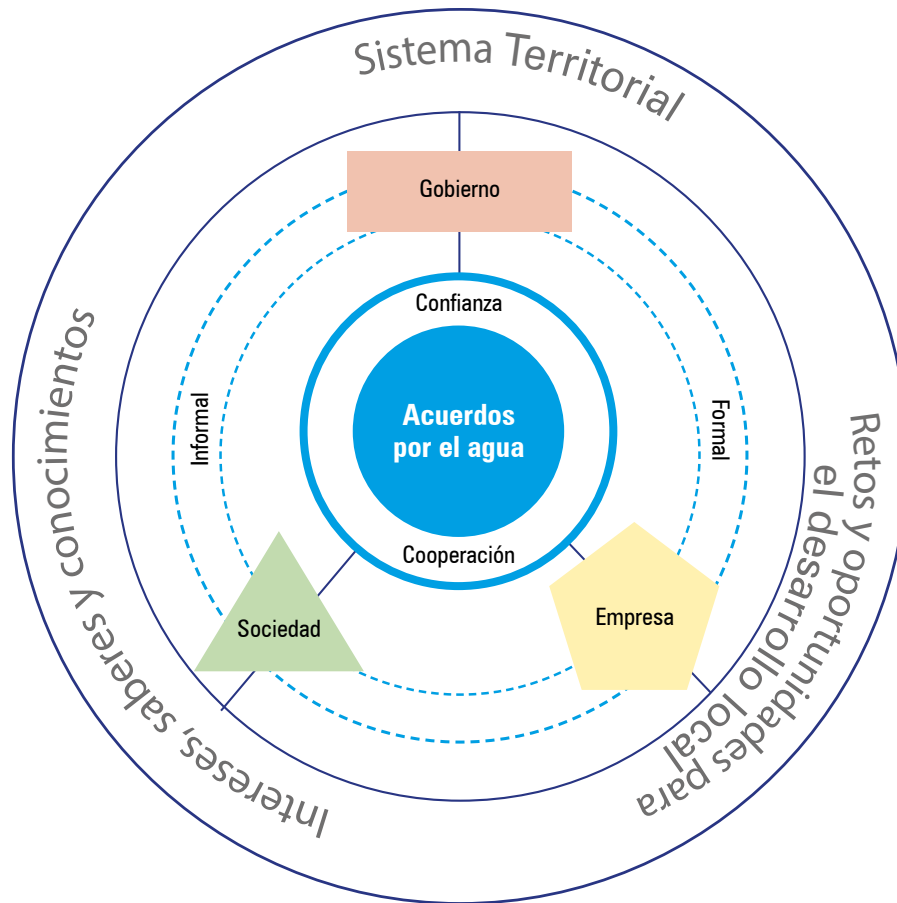 Sistema Territorial
Gobierno
Confianza
Informal
Acuerdos
por el agua
Formal
Cooperación
Sociedad
Empresa
Intereses, saberes y conocimientos
Retos y oportunidades para
el desarrollo local